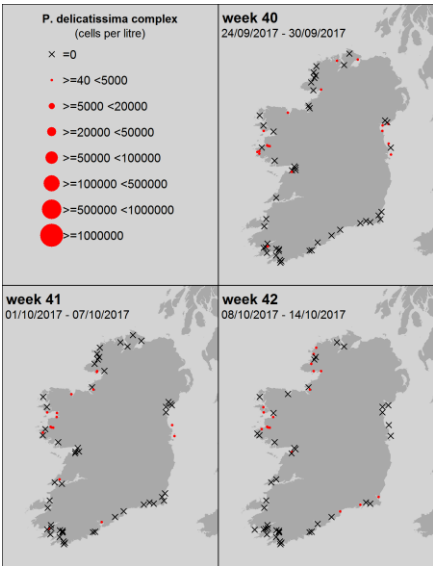 P. delicatissima complex
(cells per litre)
=0
>=40 <5000
>=5000 <20000
>=20000 <50000
>=50000 <100000
>=100000 <500000
>=500000 <1000000
>=1000000
week 40
24/09/2017 - 30/09/2017
week 41
01/10/2017 - 07/10/2017
week 42
08/10/2017 - 14/10/2017